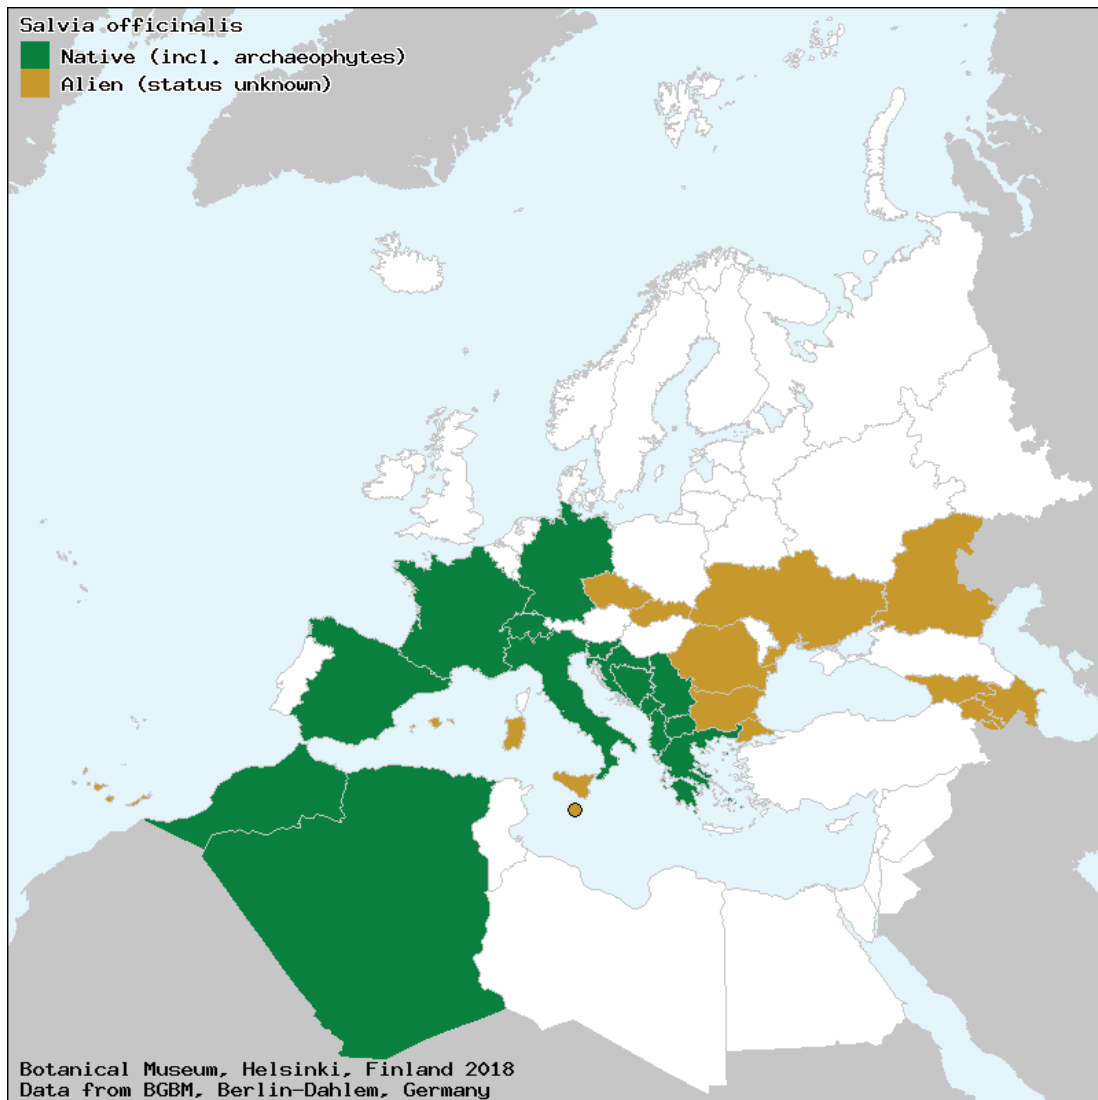 Salvia officinalis
Native (incl. archaeophytes)
Alien (status unknown)
Botanical Museum, Helsinki, Finland 2018
Data from BGBM, Berlin-Dahlem, Germany